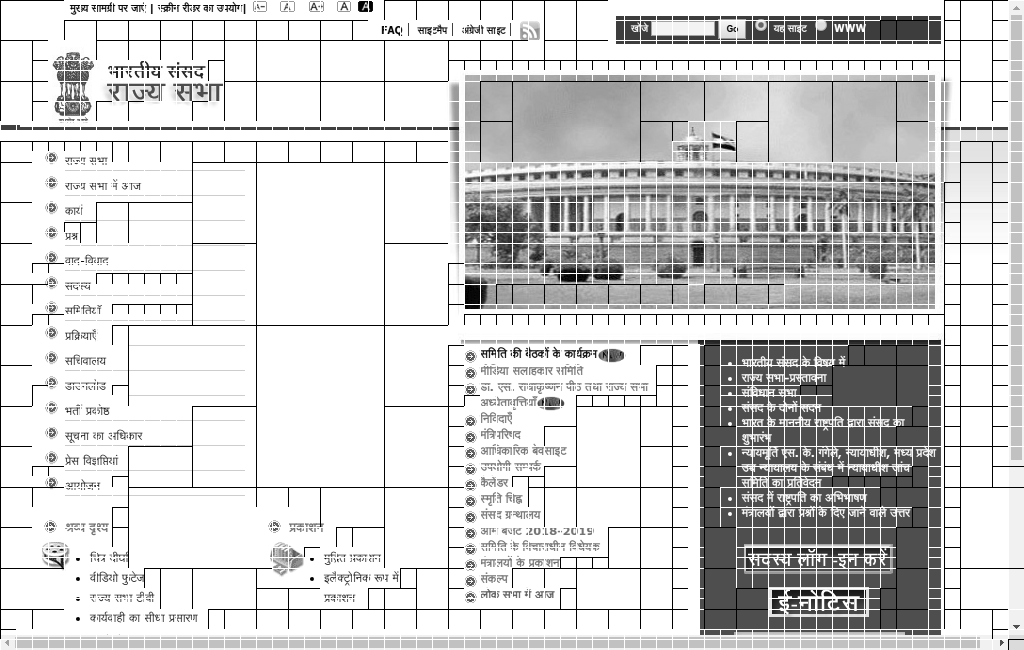 मुख्य सामग्री पर जाएं | स्क्रीन रीडर का उपयोग| A- A A+ A A
FAQ | साइटमैप | अंग्रेजी साइट |
खोजें Go यह साइट WWW
भारतीय संसद
राज्य सभा
राज्य सभा
राज्य सभा में आज
कार्य
प्रश्न
वाद-विवाद
सदस्य
समितियाँ
प्रक्रियाएँ
सचिवालय
डाउनलोड
भर्ती प्रकोष्ठ
सूचना का अधिकार
प्रेस विज्ञप्तियां
आयोजन
श्रव्य दृश्य
चित्र दीर्घा
वीडियो फुटेज
राज्य सभा टीवी
कार्यवाही का सीधा प्रसारण
प्रकाशन
मुद्रित प्रकाशन
इलैक्ट्रोनिक रूप में
प्रकाशन
समिति की बैठकों के कार्यक्रम
मीडिया सलाहकार समिति
डा. एस. राधाकृष्णन पीठ तथा राज्य सभा
अध्येतावृत्तियाँ
निविदाएँ
मंत्रिपरिषद
आधिकारिक वेबसाइट
उपयोगी सम्पर्क
कैलेंडर
स्मृति चिह्न
संसद ग्रंथालय
आम बजट 2018-2019
समिति के विचाराधीन विधेयक
मंत्रालयों के प्रकाशन
संकल्प
लोक सभा में आज
भारतीय संसद के विषय में
राज्य सभा-प्रस्तावना
संविधान सभा
संसद के दोनों सदन
भारत के माननीय राष्ट्रपति द्वारा संसद का
शुभारंभ
न्यायमूर्ति एस. के. गंगेले, न्यायाधीश, मध्य प्रदेश
उच्च न्यायालय के संबंध में न्यायाधीश जांच
समिति का प्रतिवेदन
संसद में राष्ट्रपति का अभिभाषण
मंत्रालयों द्वारा प्रश्नों के दिए जाने वाले उत्तर
सदस्य लॉग -इन करें
ई-नोटिस